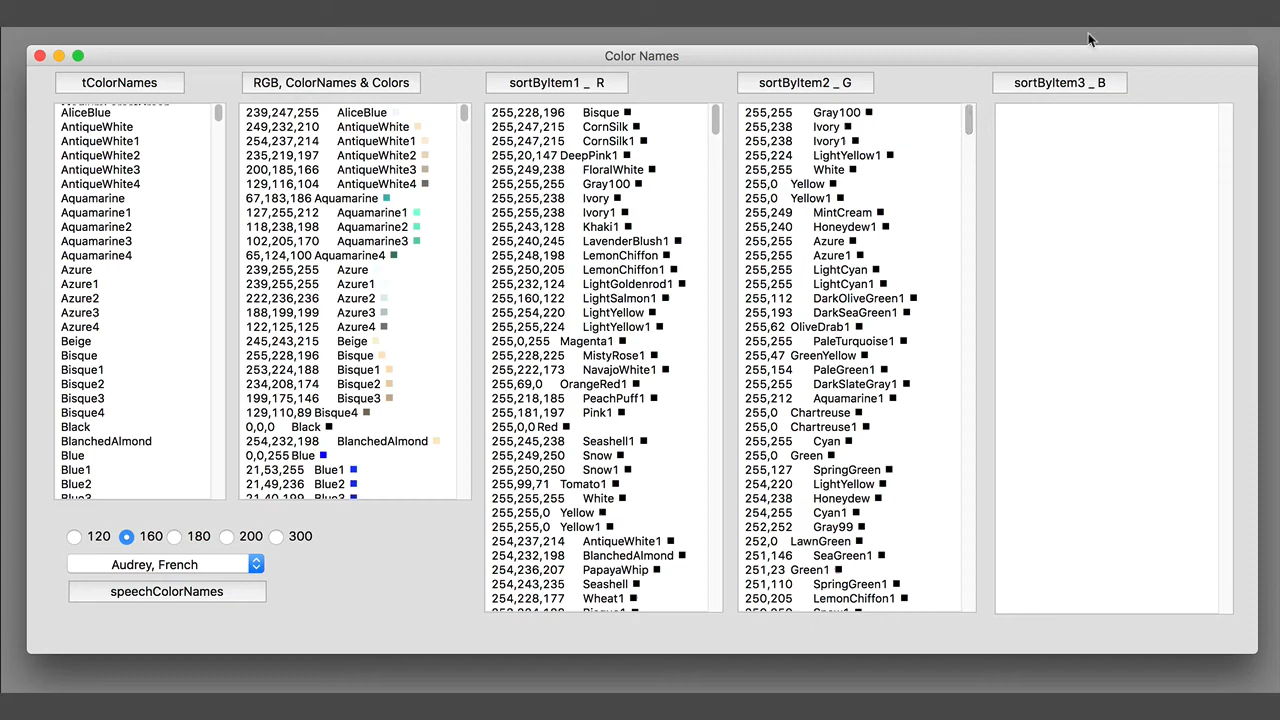 Color Names
tColorNames
RGB, ColorNames & Colors
sortByItem1 _ R
sortByItem2 _ G
sortByItem3 _ B
AliceBlue
AntiqueWhite
AntiqueWhite1
AntiqueWhite2
AntiqueWhite3
AntiqueWhite4
Aquamarine
Aquamarine1
Aquamarine2
Aquamarine3
Aquamarine4
Azure
Azure1
Azure2
Azure3
Azure4
Beige
Bisque
Bisque1
Bisque2
Bisque3
Bisque4
Black
BlanchedAlmond
Blue
Blue1
Blue2
Blue3
239,247,255 AliceBlue
249,232,210 AntiqueWhite
254,237,214 AntiqueWhite1
235,219,197 AntiqueWhite2
200,185,166 AntiqueWhite3
129,116,104 AntiqueWhite4
67,183,186 Aquamarine
127,255,212 Aquamarine1
118,238,198 Aquamarine2
102,205,170 Aquamarine3
65,124,100 Aquamarine4
239,255,255 Azure
239,255,255 Azure1
222,236,236 Azure2
188,199,199 Azure3
122,125,125 Azure4
245,243,215 Beige
255,228,196 Bisque
253,224,188 Bisque1
234,208,174 Bisque2
199,175,146 Bisque3
129,110,89 Bisque4
0,0,0 Black
254,232,198 BlanchedAlmond
0,0,255 Blue
21,53,255 Blue1
21,49,236 Blue2
21,40,199 Blue3
255,228,196 Bisque
255,247,215 CornSilk
255,247,215 CornSilk1
255,20,147 DeepPink1
255,249,238 FloralWhite
255,255,255 Gray100
255,255,238 Ivory
255,255,238 Ivory1
255,243,128 Khaki1
255,240,245 LavenderBlush1
255,248,198 LemonChiffon
255,250,205 LemonChiffon1
255,232,124 LightGoldenrod1
255,160,122 LightSalmon1
255,254,220 LightYellow
255,255,224 LightYellow1
255,0,255 Magenta1
255,228,225 MistyRose1
255,222,173 NavajoWhite1
255,69,0 OrangeRed1
255,218,185 PeachPuff1
255,181,197 Pink1
255,0,0 Red
255,245,238 Seashell1
255,249,250 Snow
255,250,250 Snow1
255,99,71 Tomato1
255,255,255 White
255,255,0 Yellow
255,255,0 Yellow1
254,237,214 AntiqueWhite1
254,232,198 BlanchedAlmond
254,236,207 PapayaWhip
254,243,235 Seashell
254,228,177 Wheat1
255,255 Gray100
255,238 Ivory
255,238 Ivory1
255,224 LightYellow1
255,255 White
255,0 Yellow
255,0 Yellow1
255,249 MintCream
255,240 Honeydew1
255,255 Azure
255,255 Azure1
255,255 LightCyan
255,255 LightCyan1
255,112 DarkOliveGreen1
255,193 DarkSeaGreen1
255,62 OliveDrab1
255,255 PaleTurquoise1
255,47 GreenYellow
255,154 PaleGreen1
255,255 DarkSlateGray1
255,212 Aquamarine1
255,0 Chartreuse
255,0 Chartreuse1
255,255 Cyan
255,0 Green
255,127 SpringGreen
254,220 LightYellow
254,238 Honeydew
254,255 Cyan1
252,252 Gray99
252,0 LawnGreen
251,146 SeaGreen1
251,23 Green1
251,110 SpringGreen1
250,205 LemonChiffon1
120 160 180 200 300
Audrey, French
speechColorNames